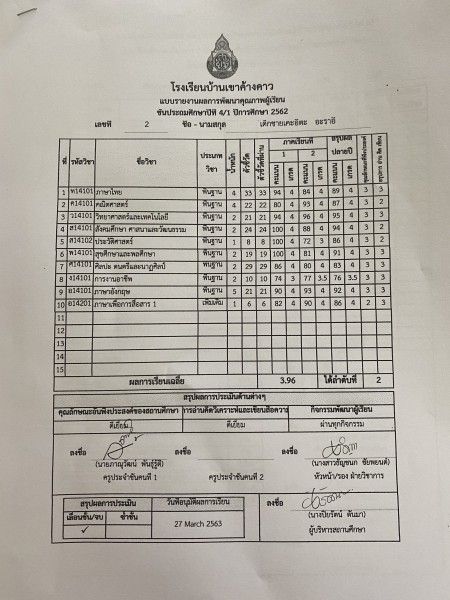 โรงเรียนบ้านเขาค้างคาว
แบบรายงานผลการพัฒนาคุณภาพผู้เรียน
ชั้นประถมศึกษาปีที่ 4/1 ปีการศึกษา 2562
เลขที่ 2 ชื่อ - นามสกุล เด็กชายเคะอิตะ อะราอิ
ที่ รหัสวิชา ชื่อวิชา ประเภทวิชา น้ำหนัก ตัวชี้วัด ตัวชี้วัดที่ผ่าน ภาคเรียนที่ สรุปผลปลายปี
1 2
คะแนน เกรด คะแนน เกรด คะแนน เกรด
1 ท14101 ภาษาไทย พื้นฐาน 4 33 33 94 4 84 4 89 4 3 3
2 ค14101 คณิตศาสตร์ พื้นฐาน 4 22 22 80 4 93 4 87 4 3 2
3 ว14101 วิทยาศาสตร์และเทคโนโลยี พื้นฐาน 2 21 21 94 4 96 4 95 4 3 3
4 ส14101 สังคมศึกษา ศาสนาและวัฒนธรรม พื้นฐาน 2 24 24 100 4 88 4 94 4 3 2
5 ส14102 ประวัติศาสตร์ พื้นฐาน 1 8 8 100 4 72 3 86 4 3 2
6 พ14101 สุขศึกษาและพลศึกษา พื้นฐาน 2 19 19 100 4 81 4 91 4 3 3
7 ศ14101 ศิลปะ ดนตรีและนาฏศิลป์ พื้นฐาน 2 29 29 86 4 80 4 83 4 3 3
8 ง14101 การงานอาชีพ พื้นฐาน 2 10 10 74 3 77 3.5 76 3.5 3 3
9 อ14101 ภาษาอังกฤษ พื้นฐาน 5 21 21 90 4 93 4 92 4 3 3
10 อ14201 ภาษาเพื่อการสื่อสาร 1 เพิ่มเติม 1 6 6 82 4 90 4 86 4 2 3
11
12
13
14
15
ผลการเรียนเฉลี่ย 3.96 ได้ลำดับที่ 2
สรุปผลการประเมินด้านต่างๆ
คุณลักษณะอันพึงประสงค์ของสถานศึกษา การอ่านคิดวิเคราะห์และเขียนสื่อความ กิจกรรมพัฒนาผู้เรียน
ดีเยี่ยม ดีเยี่ยม ผ่านทุกกิจกรรม
ลงชื่อ ลงชื่อ ลงชื่อ
(นายภาณุวัฒน์ พันธุ์รัฐดี) (นางสาวธัญชนก ชัยพยนต์)
ครูประจำชั้นคนที่ 1 ครูประจำชั้นคนที่ 2 หัวหน้า/รอง ฝ่ายวิชาการ
สรุปผลการประเมิน วันที่อนุมัติผลการเรียน ลงชื่อ
เลื่อนชั้น/จบ ซ้ำชั้น 27 March 2563 (นางปิยรัตน์ ตันมา)
✓ ผู้บริหารสถานศึกษา